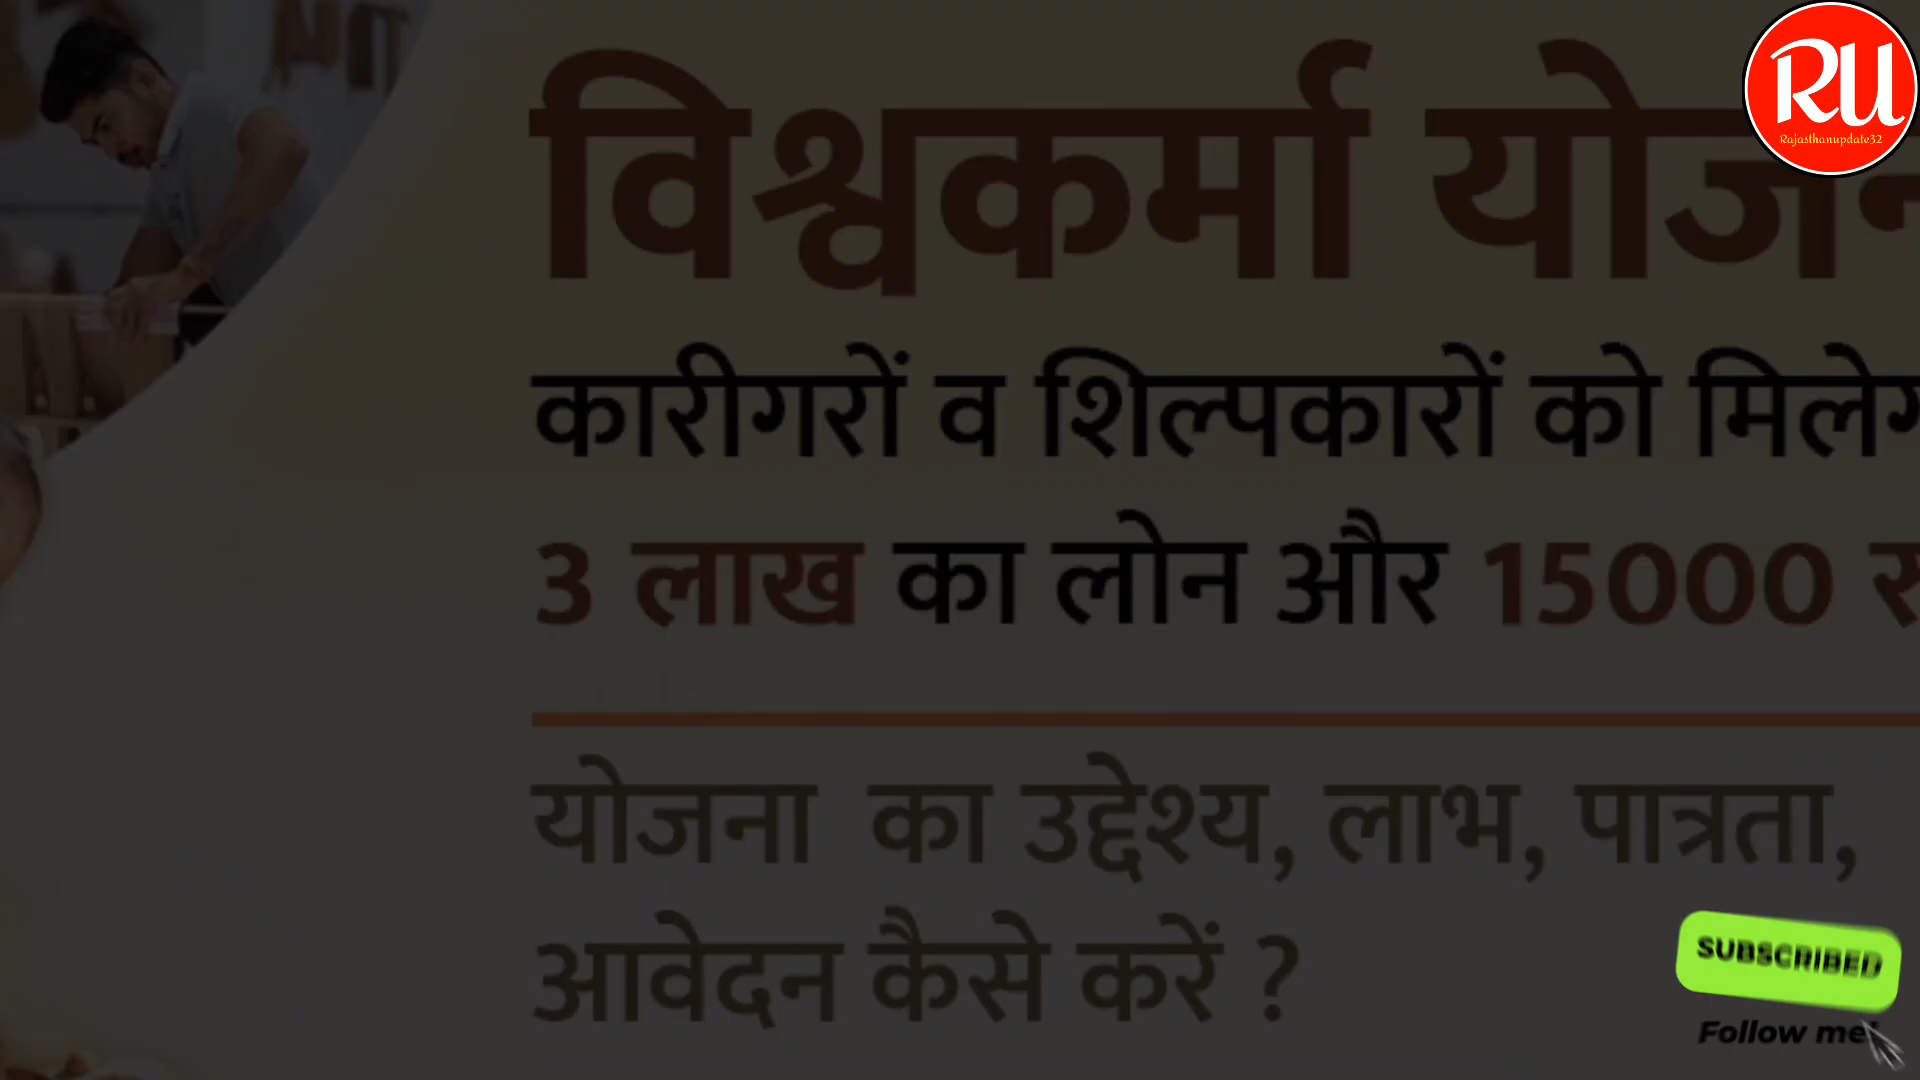 RU
Rajasthanupdate32
विश्वकर्मा
कारीगरों व शिल्पकारों को
3 लाख का लोन और 15000
योजना का उद्देश्य, लाभ, पात्रता,
आवेदन कैसे करें ?
SUBSCRIBED
Follow me!